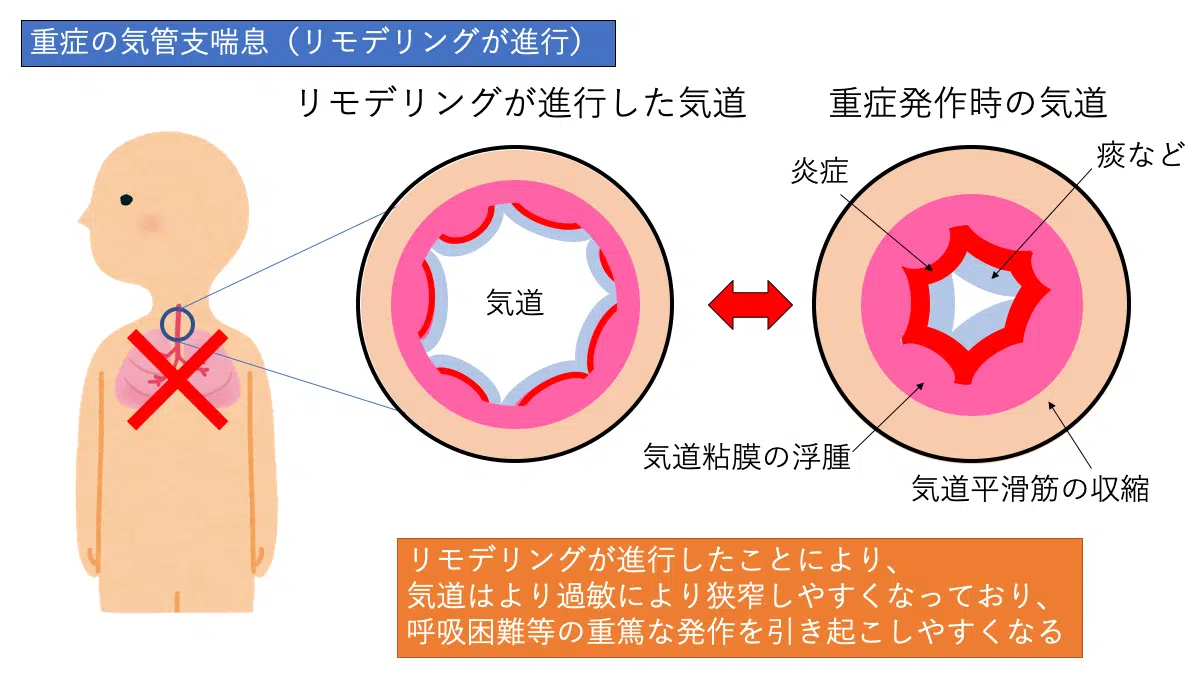 重症の気管支喘息（リモデリングが進行）
リモデリングが進行した気道
重症発作時の気道
炎症
痰など
気道
気道粘膜の浮腫
気道平滑筋の収縮
リモデリングが進行したことにより、
気道はより過敏により狭窄しやすくなっており、
呼吸困難等の重篤な発作を引き起こしやすくなる